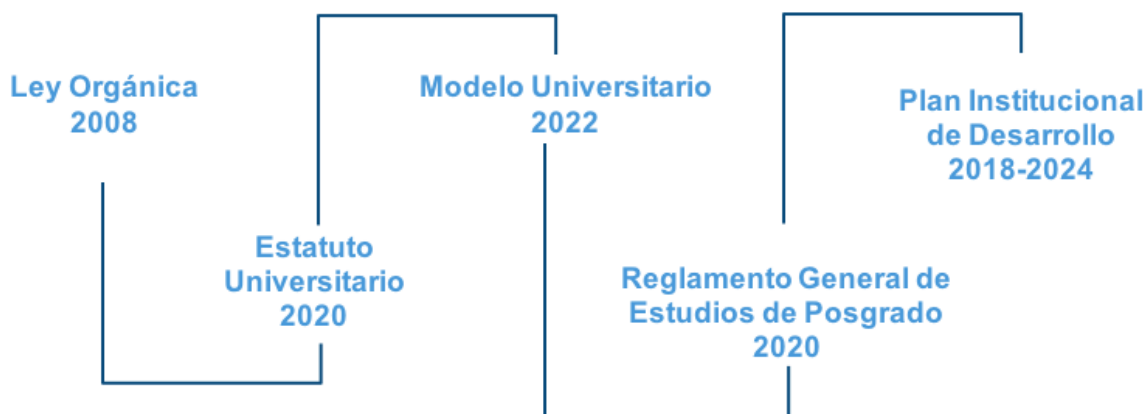 Ley Orgánica
2008
Estatuto
Universitario
2020
Modelo Universitario
2022
Reglamento General de
Estudios de Posgrado
2020
Plan Institucional
de Desarrollo
2018-2024